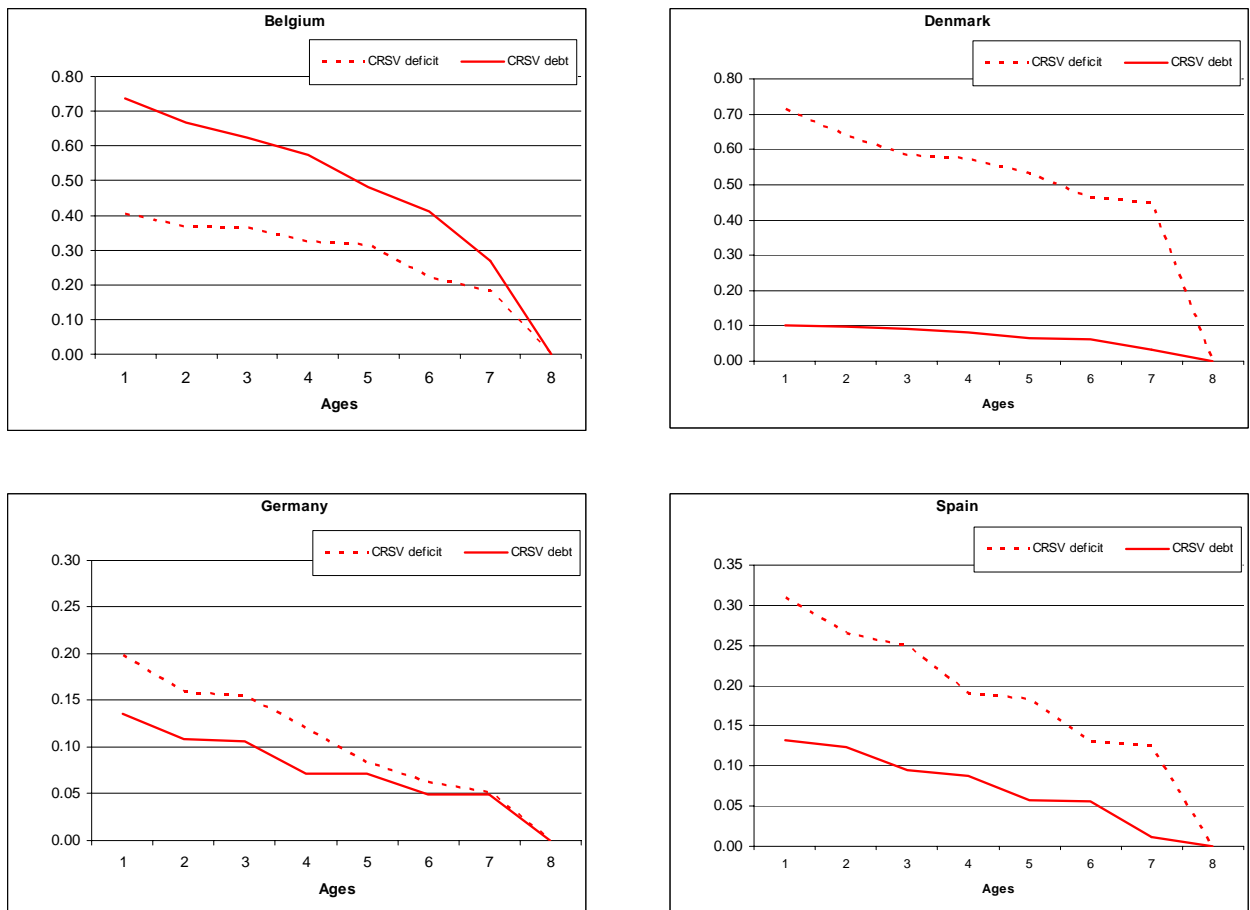 Belgium
CRSV deficit CRSV debt
0.80
0.70
0.60
0.50
0.40
0.30
0.20
0.10
0.00
1 2 3 4 5 6 7 8
Ages
Denmark
CRSV deficit CRSV debt
0.80
0.70
0.60
0.50
0.40
0.30
0.20
0.10
0.00
1 2 3 4 5 6 7 8
Ages
Germany
CRSV deficit CRSV debt
0.30
0.25
0.20
0.15
0.10
0.05
0.00
1 2 3 4 5 6 7 8
Ages
Spain
CRSV deficit CRSV debt
0.35
0.30
0.25
0.20
0.15
0.10
0.05
0.00
1 2 3 4 5 6 7 8
Ages